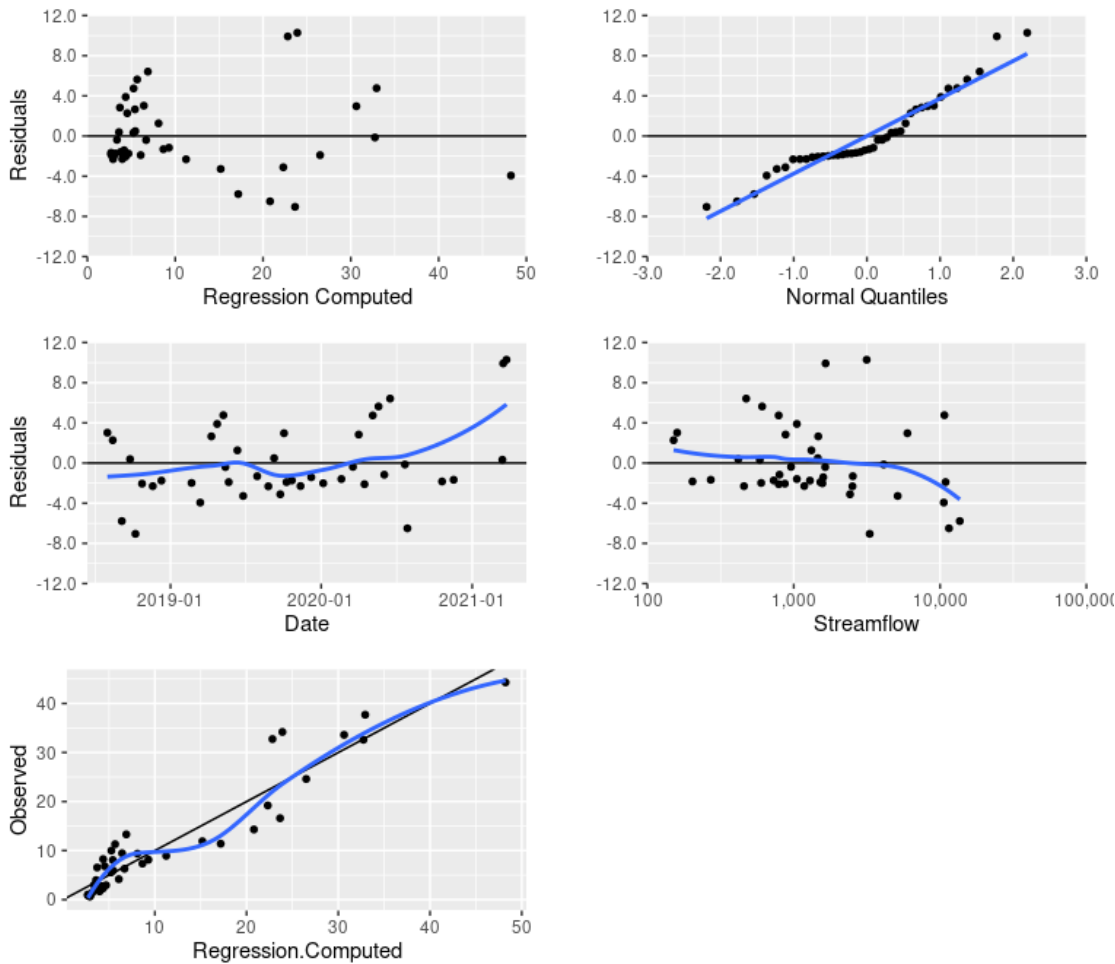 12.0
8.0
4.0
0.0
-4.0
-8.0
-12.0
Residuals
0 10 20 30 40 50
Regression Computed
12.0
8.0
4.0
0.0
-4.0
-8.0
-12.0
-3.0 -2.0 -1.0 0.0 1.0 2.0 3.0
Normal Quantiles
12.0
8.0
4.0
0.0
-4.0
-8.0
-12.0
Residuals
2019-01 2020-01 2021-01
Date
12.0
8.0
4.0
0.0
-4.0
-8.0
-12.0
100 1,000 10,000 100,000
Streamflow
40
30
20
10
0
Observed
10 20 30 40 50
Regression.Computed